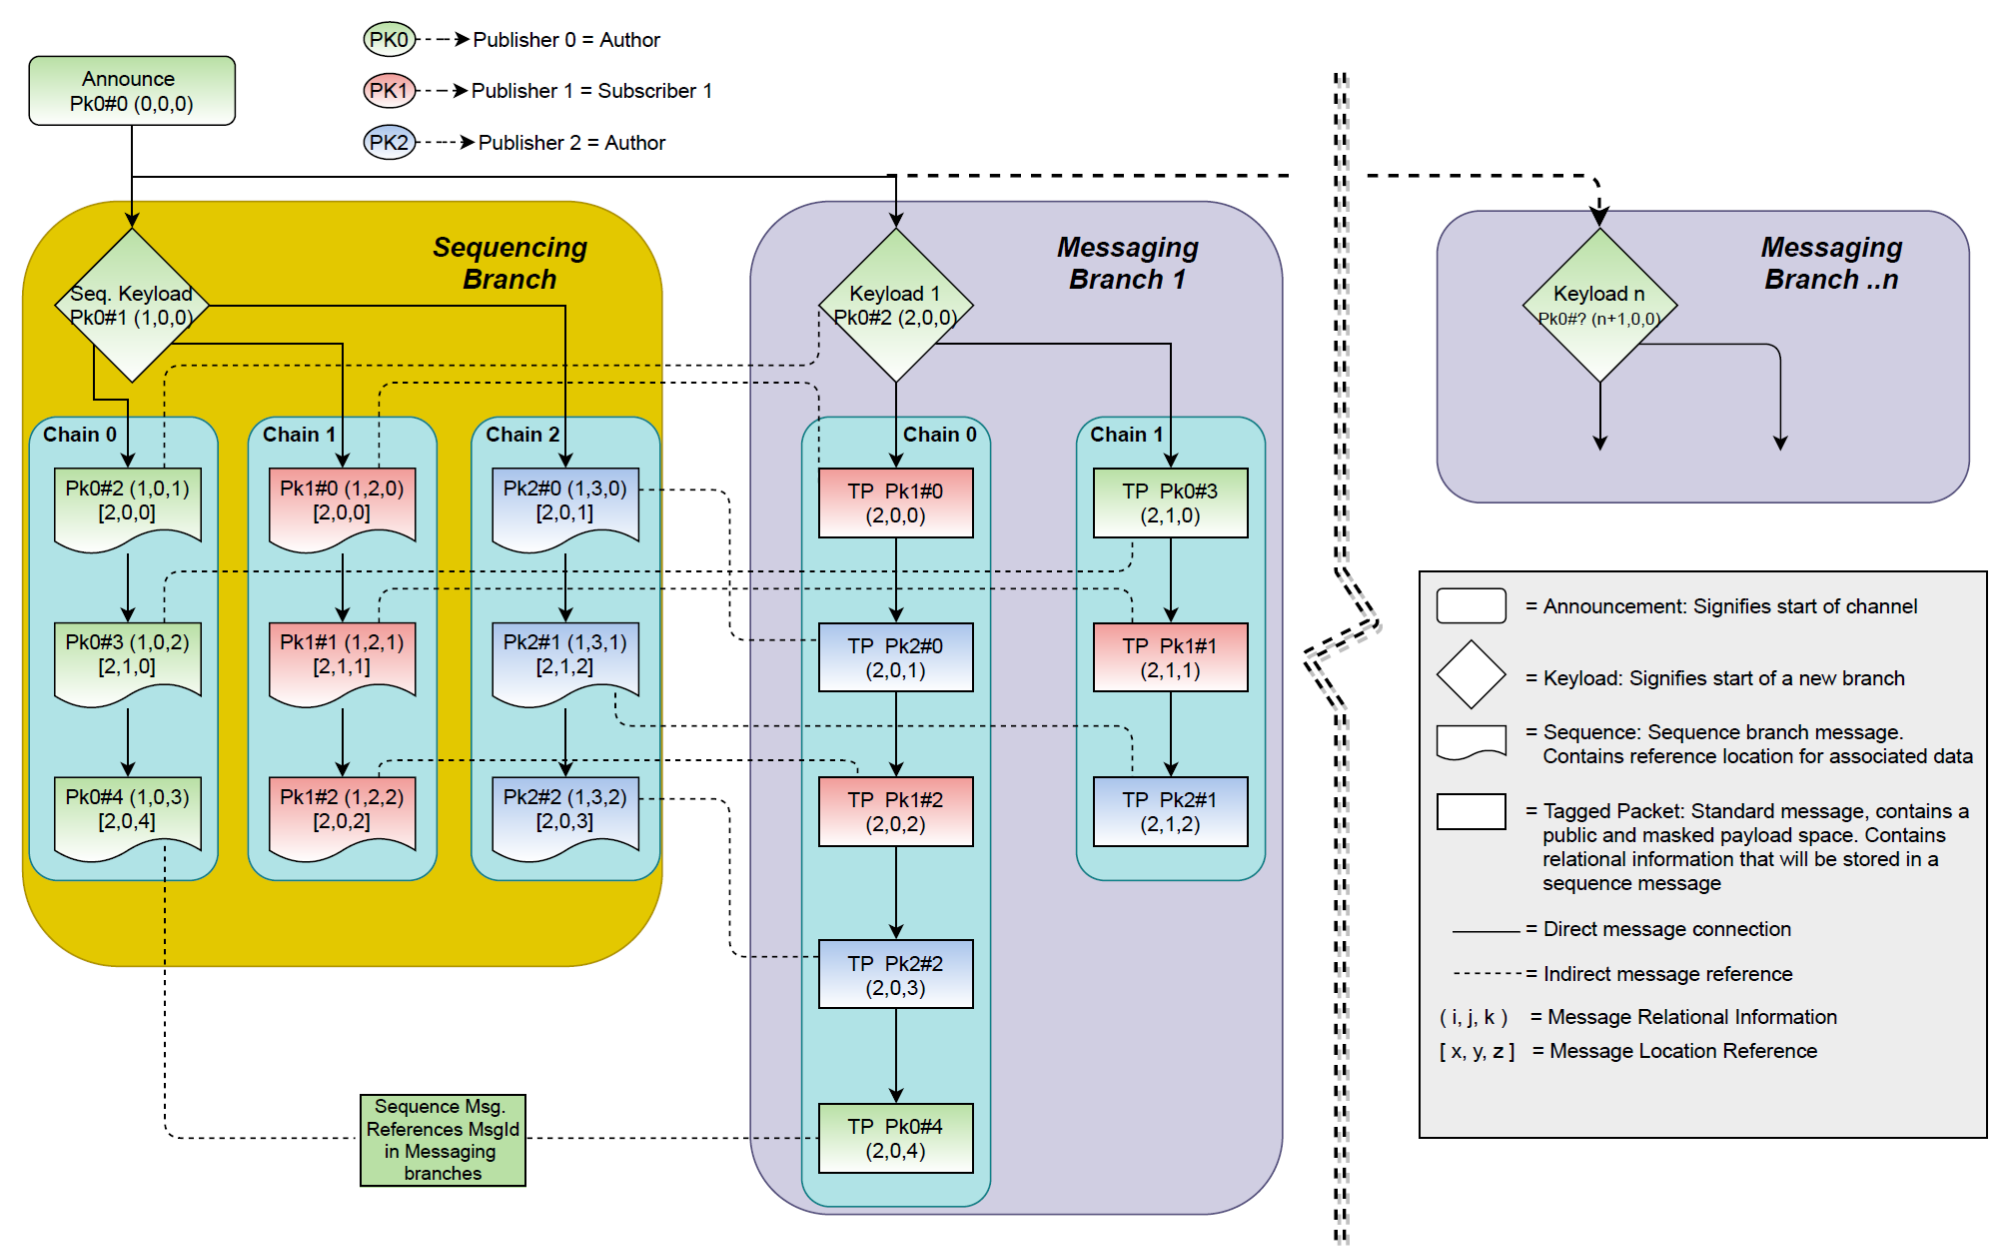 PK0
Publisher 0 = Author
PK1
Publisher 1 = Subscriber 1
PK2
Publisher 2 = Author
Announce
Pk0#0 (0,0,0)
Sequencing
Branch
Seq. Keyload
Pk0#1 (1,0,0)
Chain 0
Pk0#2 (1,0,1)
[2,0,0]
Pk0#3 (1,0,2)
[2,1,0]
Pk0#4 (1,0,3)
[2,0,4]
Chain 1
Pk1#0 (1,2,0)
[2,0,0]
Pk1#1 (1,2,1)
[2,1,1]
Pk1#2 (1,2,2)
[2,0,2]
Chain 2
Pk2#0 (1,3,0)
[2,0,1]
Pk2#1 (1,3,1)
[2,1,2]
Pk2#2 (1,3,2)
[2,0,3]
Sequence Msg.
References MsgId
in Messaging
branches
Messaging
Branch 1
Keyload 1
Pk0#2 (2,0,0)
Chain 0
TP Pk1#0
(2,0,0)
TP Pk2#0
(2,0,1)
TP Pk1#2
(2,0,2)
TP Pk2#2
(2,0,3)
TP Pk0#4
(2,0,4)
Chain 1
TP Pk0#3
(2,1,0)
TP Pk1#1
(2,1,1)
TP Pk2#1
(2,1,2)
Messaging
Branch ..n
Keyload n
Pk0#? (n+1,0,0)
= Announcement: Signifies start of channel
= Keyload: Signifies start of a new branch
= Sequence: Sequence branch message.
Contains reference location for associated data
= Tagged Packet: Standard message, contains a
public and masked payload space. Contains
relational information that will be stored in a
sequence message
= Direct message connection
= Indirect message reference
( i, j, k ) = Message Relational Information
[ x, y, z ] = Message Location Reference